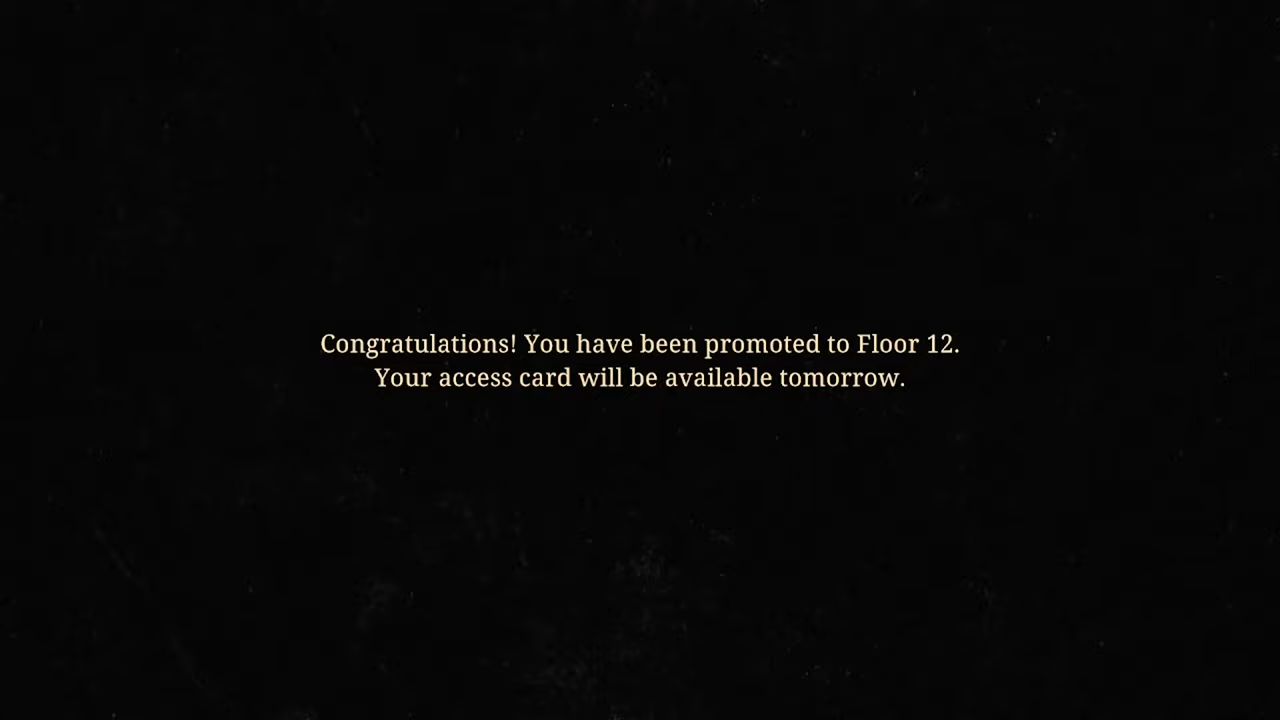 Congratulations! You have been promoted to Floor 12.
Your access card will be available tomorrow.